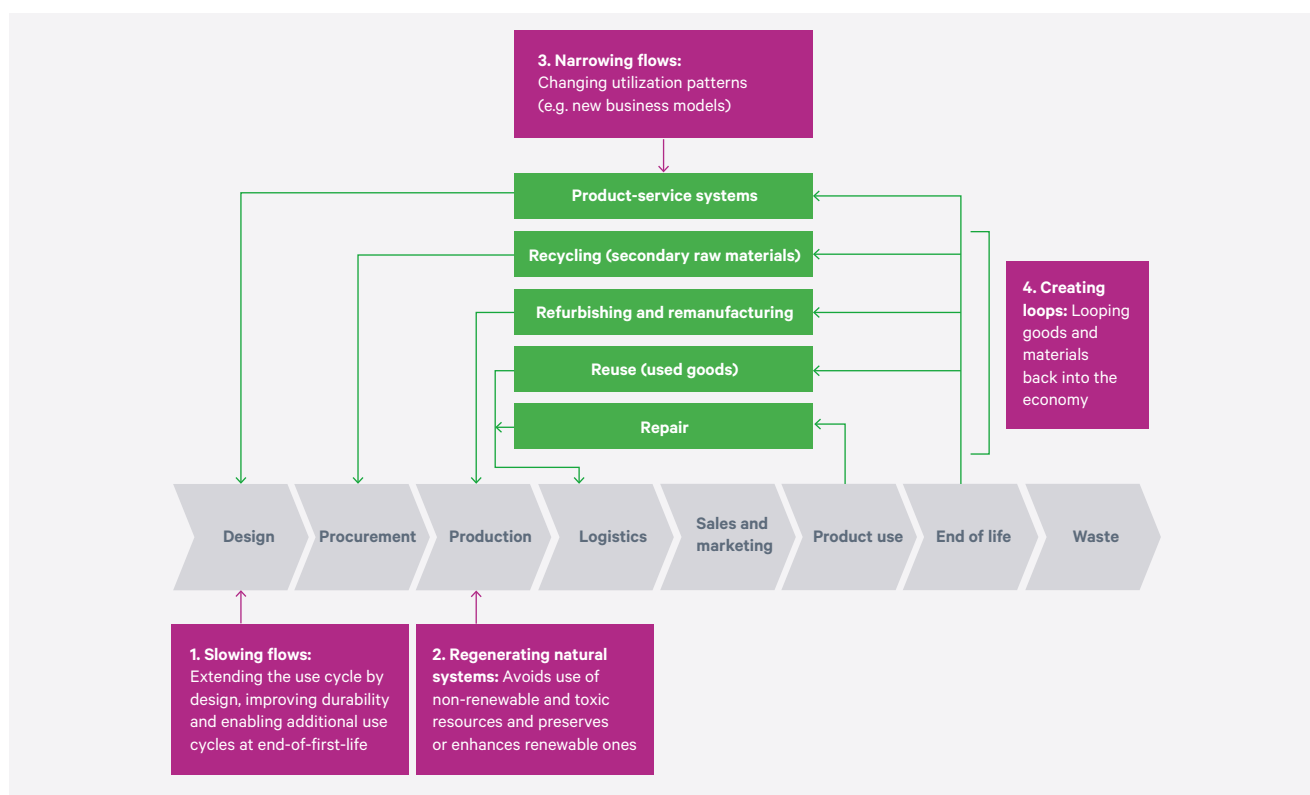 3. Narrowing flows:
Changing utilization patterns
(e.g. new business models)
Product-service systems
Recycling (secondary raw materials)
Refurbishing and remanufacturing
Reuse (used goods)
Repair
4. Creating
loops: Looping
goods and
materials
back into the
economy
Design
Procurement
Production
Logistics
Sales and
marketing
Product use
End of life
Waste
1. Slowing flows:
Extending the use cycle by
design, improving durability
and enabling additional use
cycles at end-of-first-life
2. Regenerating natural
systems: Avoids use of
non-renewable and toxic
resources and preserves
or enhances renewable ones